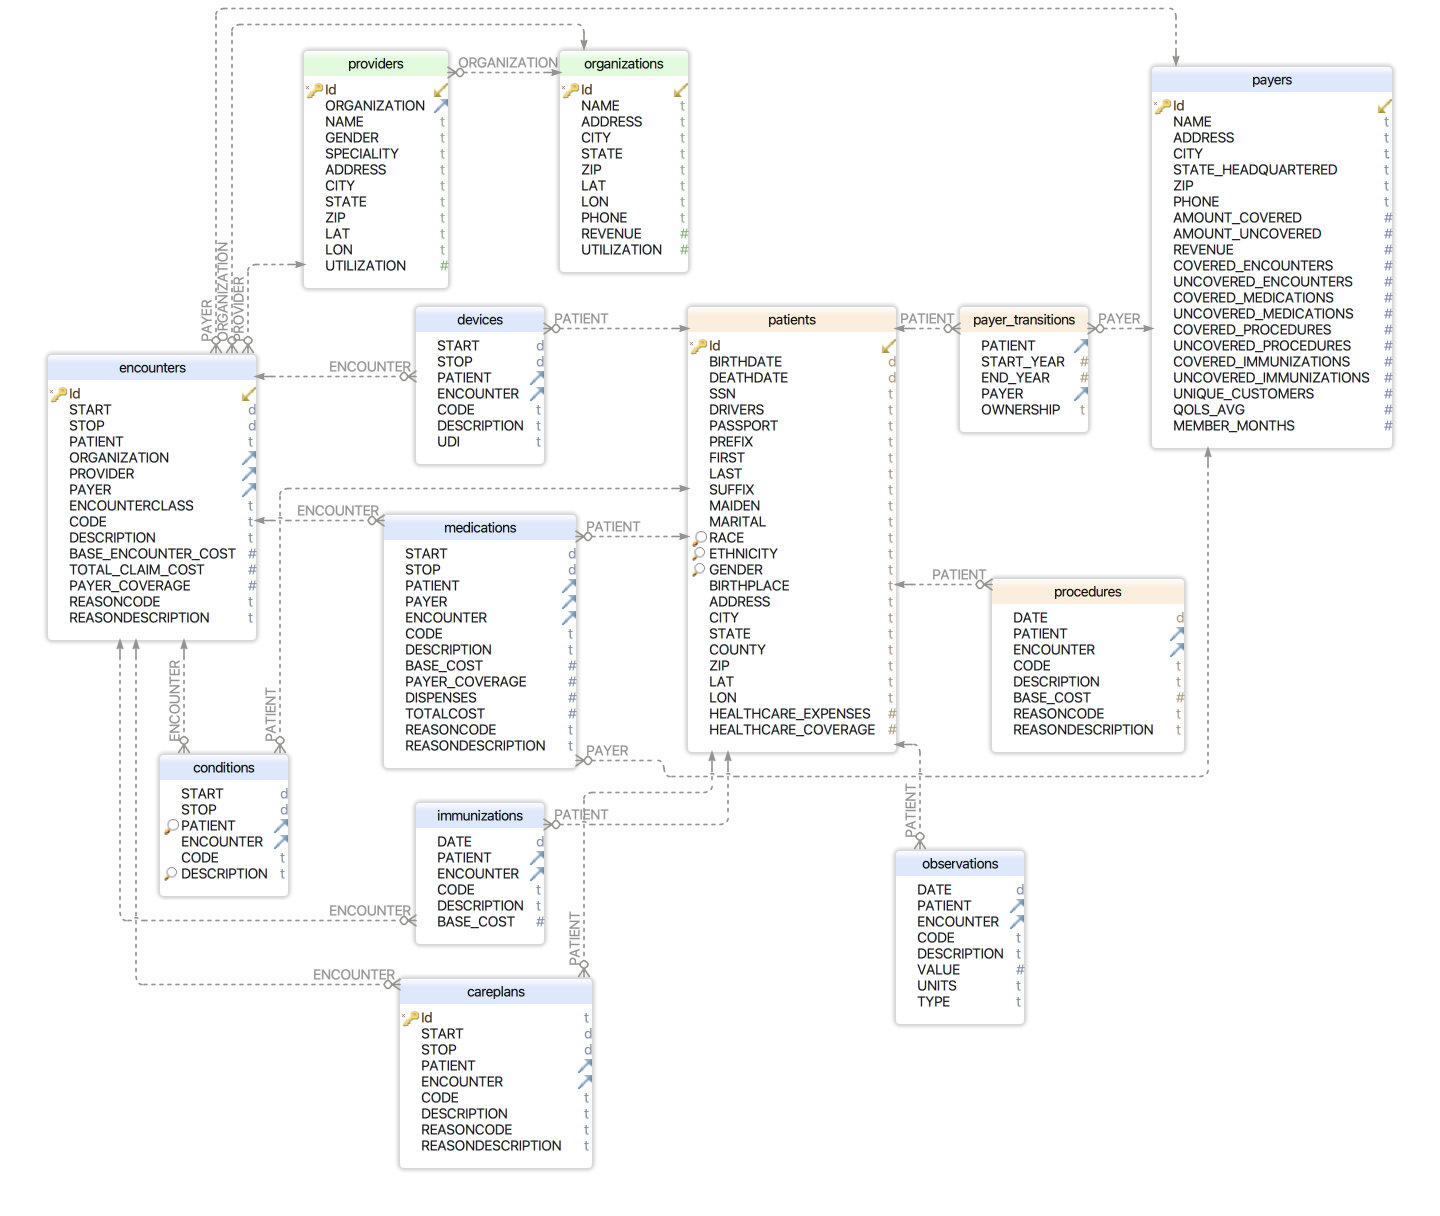 providers
Id
ORGANIZATION
NAME
GENDER
SPECIALITY
ADDRESS
CITY
STATE
ZIP
LAT
LON
UTILIZATION
ORGANIZATION
organizations
Id
NAME t
ADDRESS t
CITY t
STATE t
ZIP t
LAT t
LON t
PHONE t
REVENUE #
UTILIZATION #
payers
Id
NAME t
ADDRESS t
CITY t
STATE_HEADQUARTERED t
ZIP t
PHONE t
AMOUNT_COVERED #
AMOUNT_UNCOVERED #
REVENUE #
COVERED_ENCOUNTERS #
UNCOVERED_ENCOUNTERS #
COVERED_MEDICATIONS #
UNCOVERED_MEDICATIONS #
COVERED_PROCEDURES #
UNCOVERED_PROCEDURES #
COVERED_IMMUNIZATIONS #
UNCOVERED_IMMUNIZATIONS #
UNIQUE_CUSTOMERS #
QOLS_AVG #
MEMBER_MONTHS #
PAYER
ORGANIZATION
PROVIDER
encounters
Id
START d
STOP d
PATIENT t
ORGANIZATION
PROVIDER
PAYER
ENCOUNTERCLASS t
CODE t
DESCRIPTION t
BASE_ENCOUNTER_COST #
TOTAL_CLAIM_COST #
PAYER_COVERAGE #
REASONCODE t
REASONDESCRIPTION t
ENCOUNTER
devices
START d
STOP d
PATIENT
ENCOUNTER
CODE t
DESCRIPTION t
UDI t
PATIENT
patients
Id
BIRTHDATE d
DEATHDATE d
SSN t
DRIVERS t
PASSPORT t
PREFIX t
FIRST t
LAST t
SUFFIX t
MAIDEN t
MARITAL t
RACE t
ETHNICITY t
GENDER t
BIRTHPLACE t
ADDRESS t
CITY t
STATE t
COUNTY t
ZIP t
LAT t
LON t
HEALTHCARE_EXPENSES #
HEALTHCARE_COVERAGE #
PATIENT
payer_transitions
PATIENT
START_YEAR #
END_YEAR #
PAYER
OWNERSHIP t
PAYER
ENCOUNTER
medications
START d
STOP d
PATIENT
PAYER
ENCOUNTER
CODE t
DESCRIPTION t
BASE_COST #
PAYER_COVERAGE #
DISPENSES #
TOTALCOST #
REASONCODE t
REASONDESCRIPTION t
PATIENT
PAYER
PATIENT
procedures
DATE d
PATIENT
ENCOUNTER
CODE t
DESCRIPTION t
BASE_COST #
REASONCODE t
REASONDESCRIPTION t
ENCOUNTER
PATIENT
conditions
START d
STOP d
PATIENT
ENCOUNTER
CODE t
DESCRIPTION t
immunizations
DATE d
PATIENT
ENCOUNTER
CODE t
DESCRIPTION t
BASE_COST #
PATIENT
ENCOUNTER
PATIENT
observations
DATE d
PATIENT
ENCOUNTER
CODE t
DESCRIPTION t
VALUE #
UNITS t
TYPE t
ENCOUNTER
PATIENT
careplans
Id t
START d
STOP d
PATIENT
ENCOUNTER
CODE t
DESCRIPTION t
REASONCODE t
REASONDESCRIPTION t